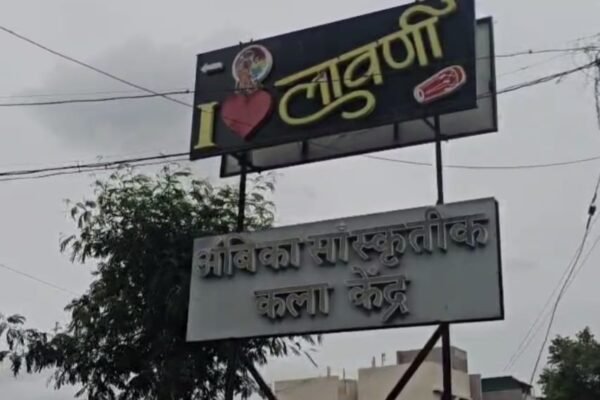 I ❤ लावणी
अंबिका सांस्कृतीक
कला केंद्र